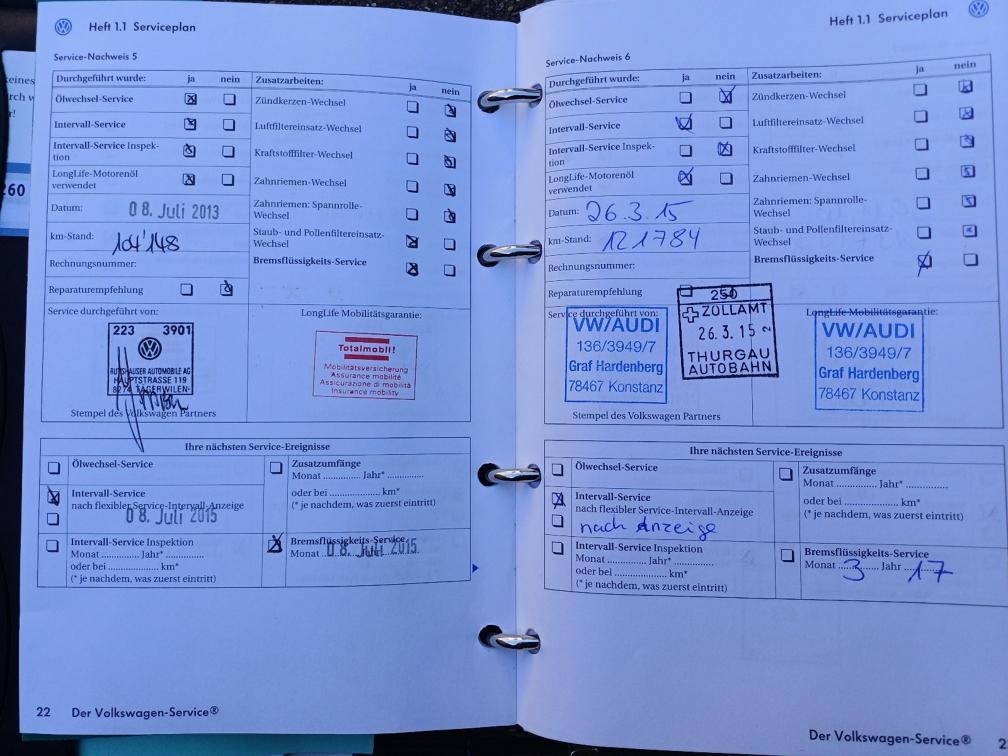 Heft 1.1 Serviceplan
Service-Nachweis 5
Durchgeführt wurde: ja nein
Ölwechsel-Service
Intervall-Service
Intervall-Service Inspek-
tion
LongLife-Motorenöl
verwendet
Datum: 08. Juli 2013
km-Stand: 104'148
Rechnungsnummer:
Reparaturempfehlung
Zusatzarbeiten: ja nein
Zündkerzen-Wechsel
Luftfiltereinsatz-Wechsel
Kraftstofffilter-Wechsel
Zahnriemen-Wechsel
Zahnriemen: Spannrolle-
Wechsel
Staub- und Pollenfiltereinsatz-
Wechsel
Bremsflüssigkeits-Service
Service durchgeführt von:
223 3901
AUTOMOBILE AG
HAUPTSTRASSE 119
8274 TÄGERWILEN
Stempel des Volkswagen Partners
LongLife Mobilitätsgarantie:
Totalmobil!
Mobilitätsversicherung
Assurance mobilité
Assicurazione di mobilità
Insurance mobility
Ihre nächsten Service-Ereignisse
Ölwechsel-Service
Intervall-Service
nach flexibler Service-Intervall-Anzeige
08. Juli 2015
Intervall-Service Inspektion
Monat ............. Jahr* .............
oder bei .................... km*
(* je nachdem, was zuerst eintritt)
Zusatzumfänge
Monat ............. Jahr* .............
oder bei .................... km*
(* je nachdem, was zuerst eintritt)
Bremsflüssigkeits-Service
Monat 08. Juli 2015
22 Der Volkswagen-Service®
Heft 1.1 Serviceplan
Service-Nachweis 6
Durchgeführt wurde: ja nein
Ölwechsel-Service
Intervall-Service
Intervall-Service Inspek-
tion
LongLife-Motorenöl
verwendet
Datum: 26.3.15
km-Stand: 121784
Rechnungsnummer:
Reparaturempfehlung
Zusatzarbeiten: ja nein
Zündkerzen-Wechsel
Luftfiltereinsatz-Wechsel
Kraftstofffilter-Wechsel
Zahnriemen-Wechsel
Zahnriemen: Spannrolle-
Wechsel
Staub- und Pollenfiltereinsatz-
Wechsel
Bremsflüssigkeits-Service
Service durchgeführt von:
VW/AUDI
136/3949/7
Graf Hardenberg
78467 Konstanz
Stempel des Volkswagen Partners
250
ZOLLAMT
26.3.15
THURGAU
AUTOBAHN
LongLife Mobilitätsgarantie:
VW/AUDI
136/3949/7
Graf Hardenberg
78467 Konstanz
Ihre nächsten Service-Ereignisse
Ölwechsel-Service
Intervall-Service
nach flexibler Service-Intervall-Anzeige
nach Anzeige
Intervall-Service Inspektion
Monat ............. Jahr* .............
oder bei .................... km*
(* je nachdem, was zuerst eintritt)
Zusatzumfänge
Monat ............. Jahr* .............
oder bei .................... km*
(* je nachdem, was zuerst eintritt)
Bremsflüssigkeits-Service
Monat 3 Jahr 17
Der Volkswagen-Service®